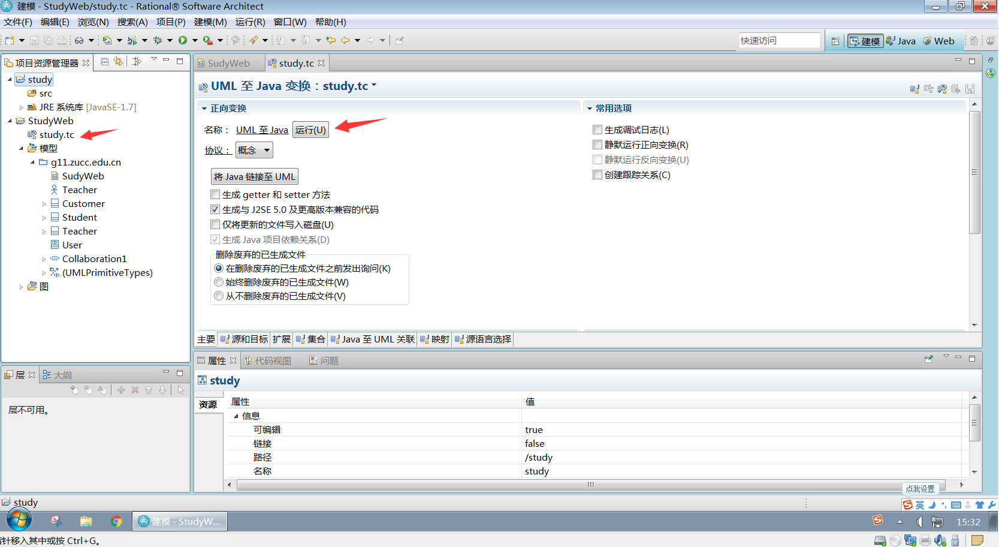 建模 - StudyWeb/study.tc - Rational® Software Architect
文件(F) 编辑(E) 浏览(N) 搜索(A) 项目(P) 建模(M) 运行(R) 窗口(W) 帮助(H)
快速访问 建模 Java Web
项目资源管理器
study
src
JRE 系统库 [JavaSE-1.7]
StudyWeb
study.tc
模型
g11.zucc.edu.cn
SudyWeb
Teacher
Customer
Student
Teacher
User
Collaboration1
(UMLPrimitiveTypes)
图
SudyWeb study.tc
UML 至 Java 变换：study.tc
正向变换
名称： UML 至 Java 运行(U)
协议： 概念
将 Java 链接至 UML
生成 getter 和 setter 方法
生成与 J2SE 5.0 及更高版本兼容的代码
仅将更新的文件写入磁盘(U)
生成 Java 项目依赖关系(D)
删除废弃的已生成文件
在删除废弃的已生成文件之前发出询问(K)
始终删除废弃的已生成文件(W)
从不删除废弃的已生成文件(V)
常用选项
生成调试日志(L)
静默运行正向变换(R)
静默运行反向变换(U)
创建跟踪关系(C)
主要 源和目标 扩展 集合 Java 至 UML 关联 映射 源语言选择
层 大纲
层不可用。
属性 代码视图 问题
study
资源
属性 值
信息
可编辑 true
链接 false
路径 /study
名称 study
点我设置
study
英
建模 - StudyW...
15:32
针移入其中或按 Ctrl+G。